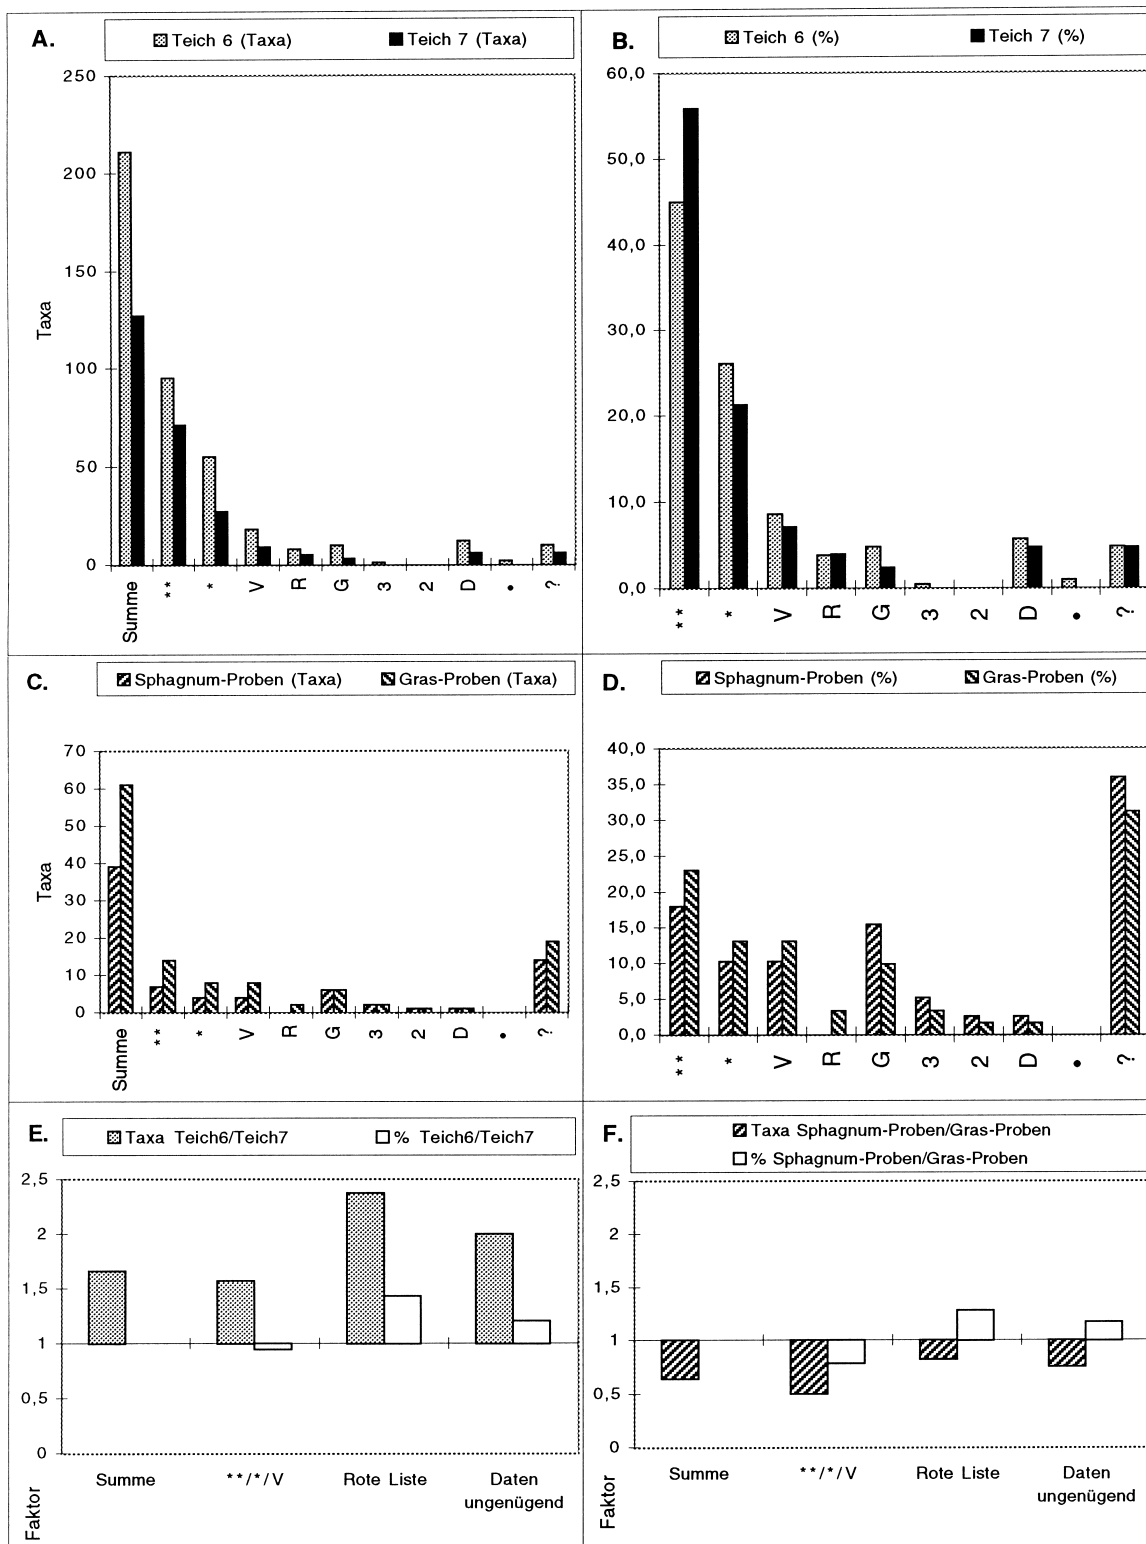 A.
Teich 6 (Taxa) Teich 7 (Taxa)
250
200
150
100
50
0
Taxa
Summe ** * V R G 3 2 D • ?
B.
Teich 6 (%) Teich 7 (%)
60,0
50,0
40,0
30,0
20,0
10,0
0,0
** * V R G 3 2 D • ?
C.
Sphagnum-Proben (Taxa) Gras-Proben (Taxa)
70
60
50
40
30
20
10
0
Taxa
Summe ** * V R G 3 2 D • ?
D.
Sphagnum-Proben (%) Gras-Proben (%)
40,0
35,0
30,0
25,0
20,0
15,0
10,0
5,0
0,0
** * V R G 3 2 D • ?
E.
Taxa Teich6/Teich7 % Teich6/Teich7
2,5
2
1,5
1
0,5
0
Summe **/*/V Rote Liste Daten
ungenügend
Faktor
F.
Taxa Sphagnum-Proben/Gras-Proben
% Sphagnum-Proben/Gras-Proben
2,5
2
1,5
1
0,5
0
Summe **/*/V Rote Liste Daten
ungenügend
Faktor